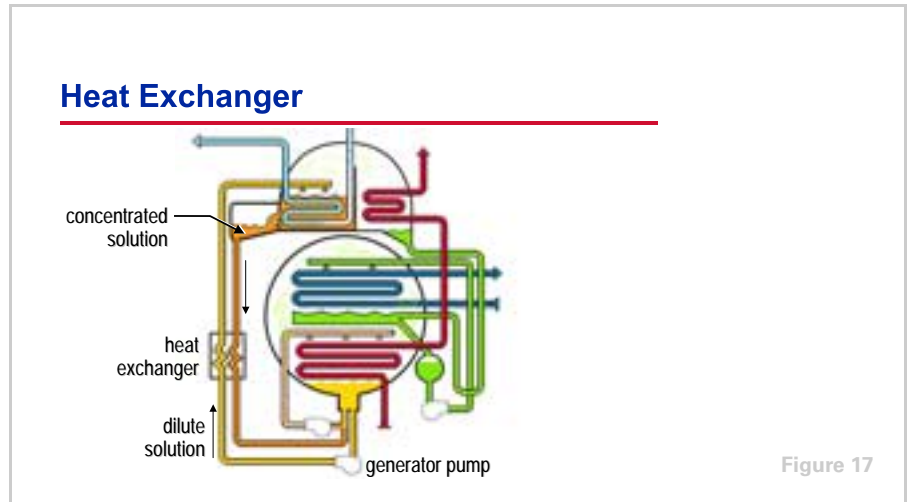 Heat Exchanger
concentrated
solution
heat
exchanger
dilute
solution
generator pump
Figure 17